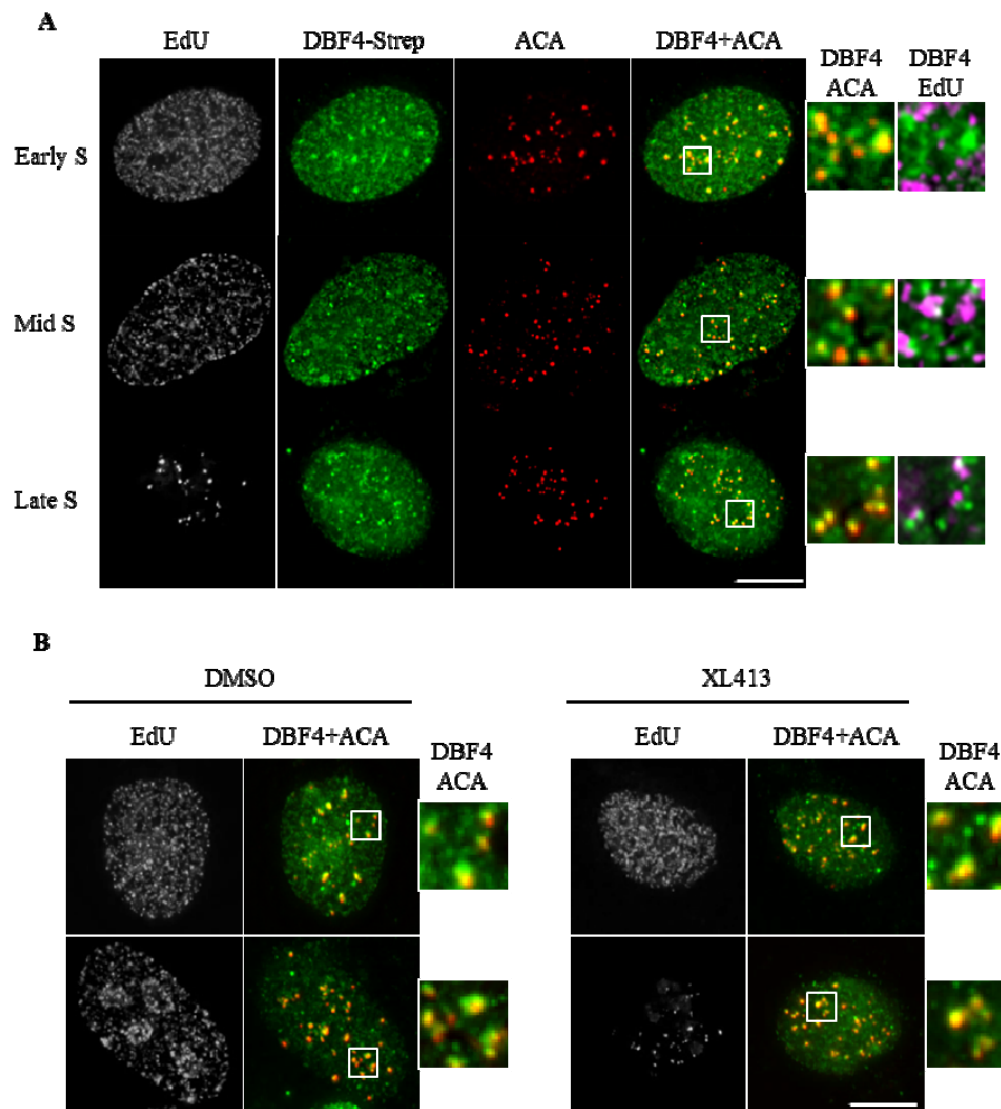 A
EdU DBF4-Strep ACA DBF4+ACA DBF4 DBF4
ACA EdU
Early S
Mid S
Late S
B
DMSO XL413
EdU DBF4+ACA DBF4 EdU DBF4+ACA DBF4
ACA ACA